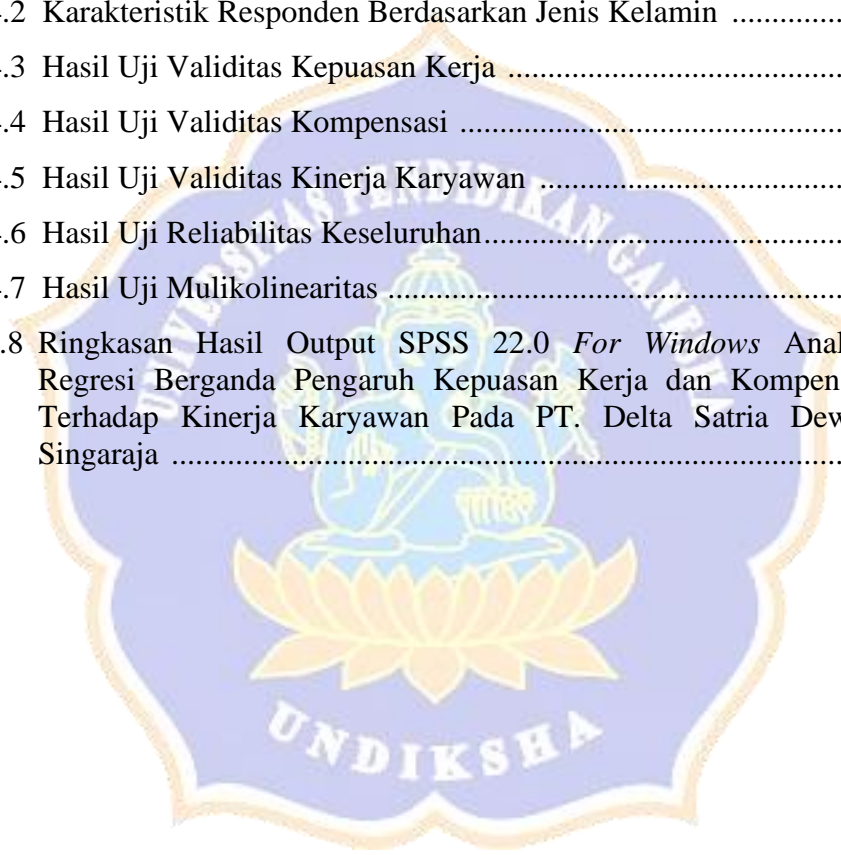 .2 Karakteristik Responden Berdasarkan Jenis Kelamin ................
.3 Hasil Uji Validitas Kepuasan Kerja ................................................
.4 Hasil Uji Validitas Kompensasi ......................................................
.5 Hasil Uji Validitas Kinerja Karyawan ............................................
.6 Hasil Uji Reliabilitas Keseluruhan..................................................
.7 Hasil Uji Mulikolinearitas ..............................................................
.8 Ringkasan Hasil Output SPSS 22.0 For Windows Anal
Regresi Berganda Pengaruh Kepuasan Kerja dan Kompen
Terhadap Kinerja Karyawan Pada PT. Delta Satria Dew
Singaraja ........................................................................................
UNIVERSITAS PENDIDIKAN GANESHA
UNDIKSHA